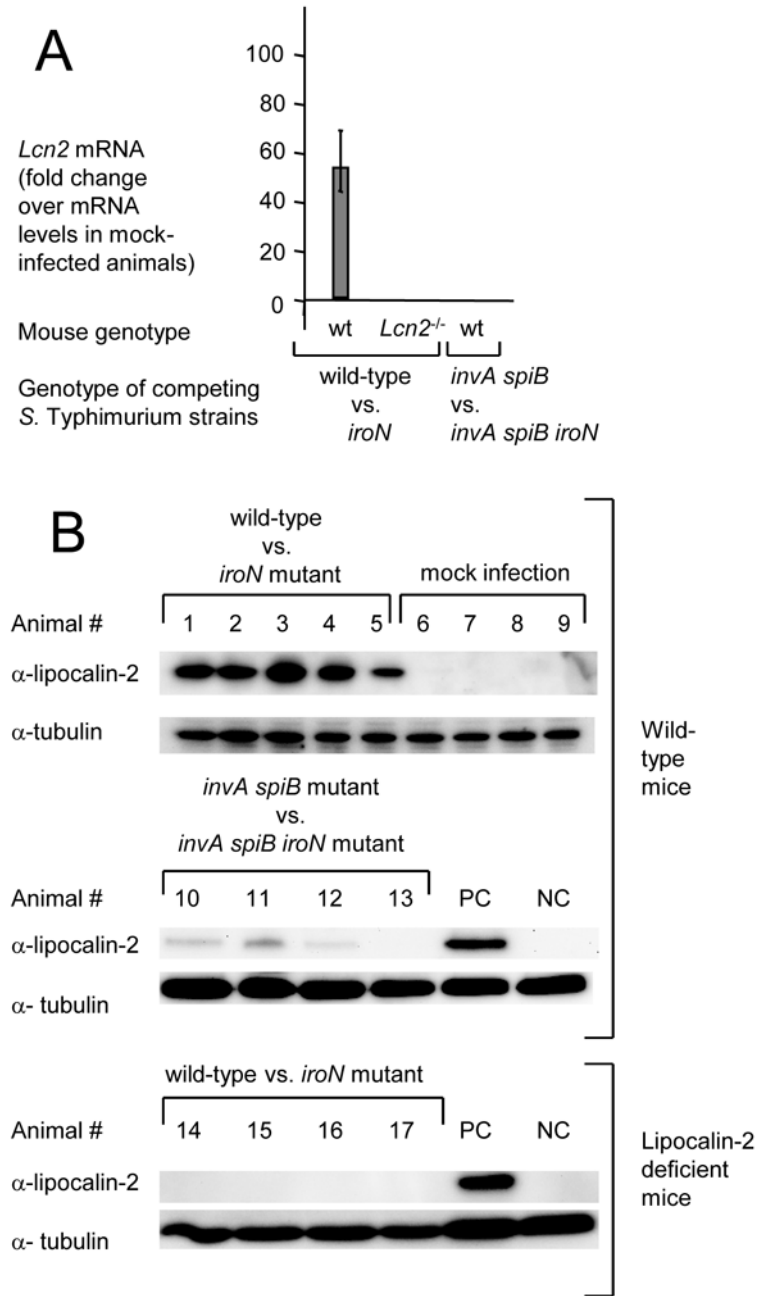 A
100
80
60
40
20
0
Lcn2 mRNA
(fold change
over mRNA
levels in mock-
infected animals)
Mouse genotype
wt Lcn2-/- wt
Genotype of competing
S. Typhimurium strains
wild-type
vs.
iroN
invA spiB
vs.
invA spiB iroN
B
wild-type
vs.
iroN mutant
mock infection
Animal # 1 2 3 4 5 6 7 8 9
α-lipocalin-2
α-tubulin
invA spiB mutant
vs.
invA spiB iroN mutant
Animal # 10 11 12 13 PC NC
α-lipocalin-2
α- tubulin
Wild-
type
mice
wild-type vs. iroN mutant
Animal # 14 15 16 17 PC NC
α-lipocalin-2
α- tubulin
Lipocalin-2
deficient
mice